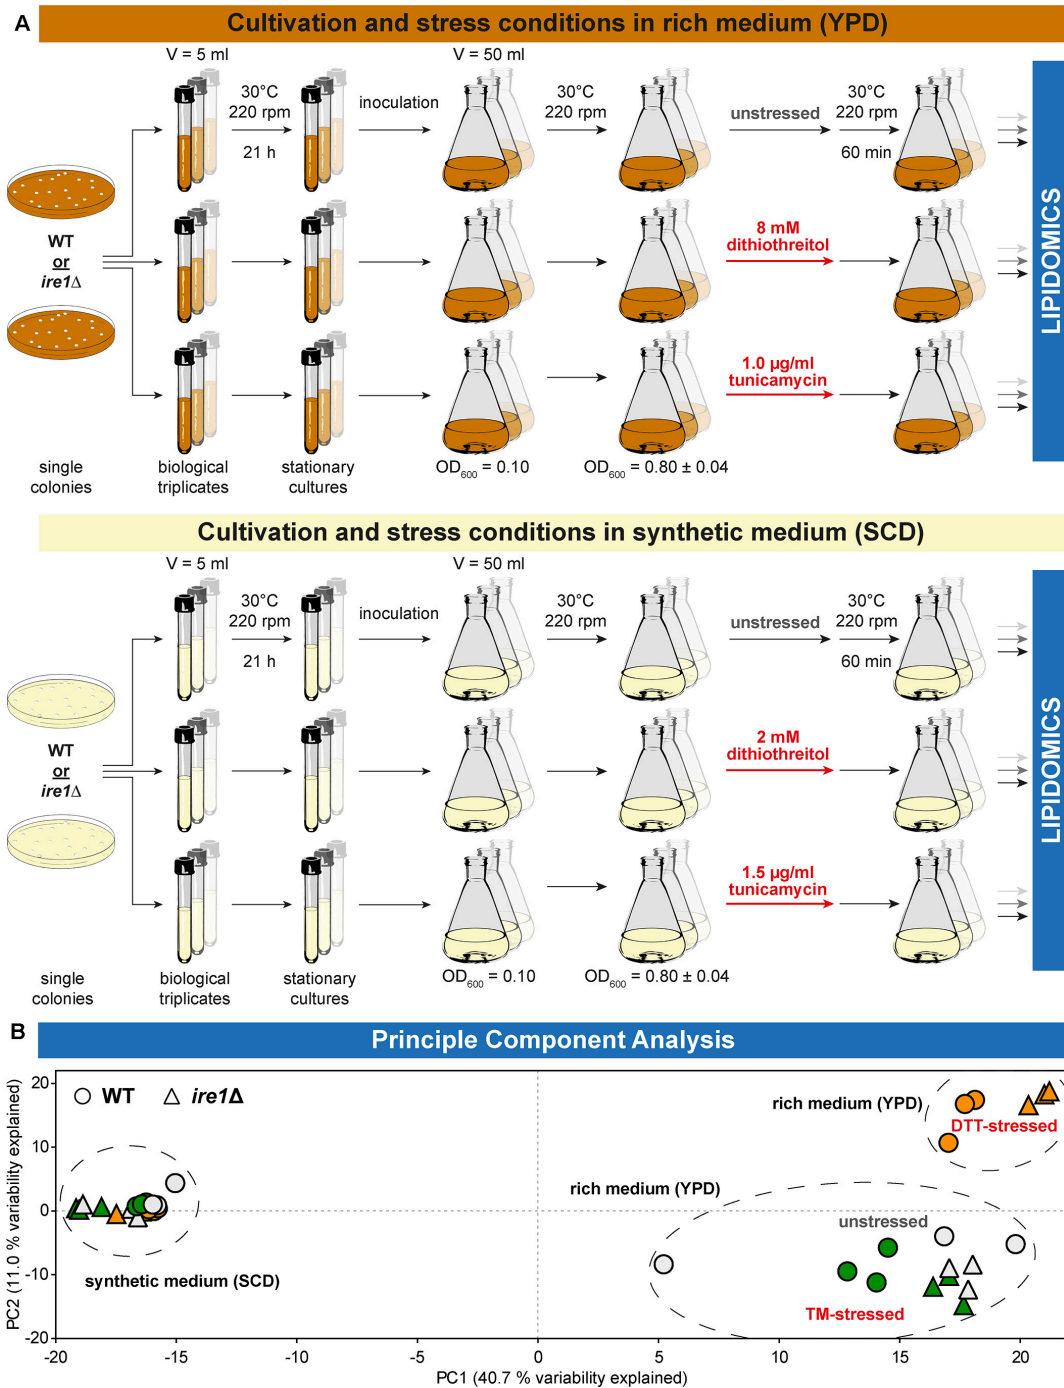 A
Cultivation and stress conditions in rich medium (YPD)
V = 5 ml
V = 50 ml
30°C
220 rpm
21 h
inoculation
30°C
220 rpm
unstressed
30°C
220 rpm
60 min
WT
or
ire1Δ
8 mM
dithiothreitol
1.0 µg/ml
tunicamycin
LIPIDOMICS
single
colonies
biological
triplicates
stationary
cultures
OD600 = 0.10
OD600 = 0.80 ± 0.04
Cultivation and stress conditions in synthetic medium (SCD)
V = 5 ml
V = 50 ml
30°C
220 rpm
21 h
inoculation
30°C
220 rpm
unstressed
30°C
220 rpm
60 min
WT
or
ire1Δ
2 mM
dithiothreitol
1.5 µg/ml
tunicamycin
LIPIDOMICS
single
colonies
biological
triplicates
stationary
cultures
OD600 = 0.10
OD600 = 0.80 ± 0.04
B
Principle Component Analysis
WT
ire1Δ
rich medium (YPD)
DTT-stressed
rich medium (YPD)
unstressed
TM-stressed
synthetic medium (SCD)
PC2 (11.0 % variability explained)
20
10
0
-10
-20
-20
-15
-10
-5
0
5
10
15
20
PC1 (40.7 % variability explained)